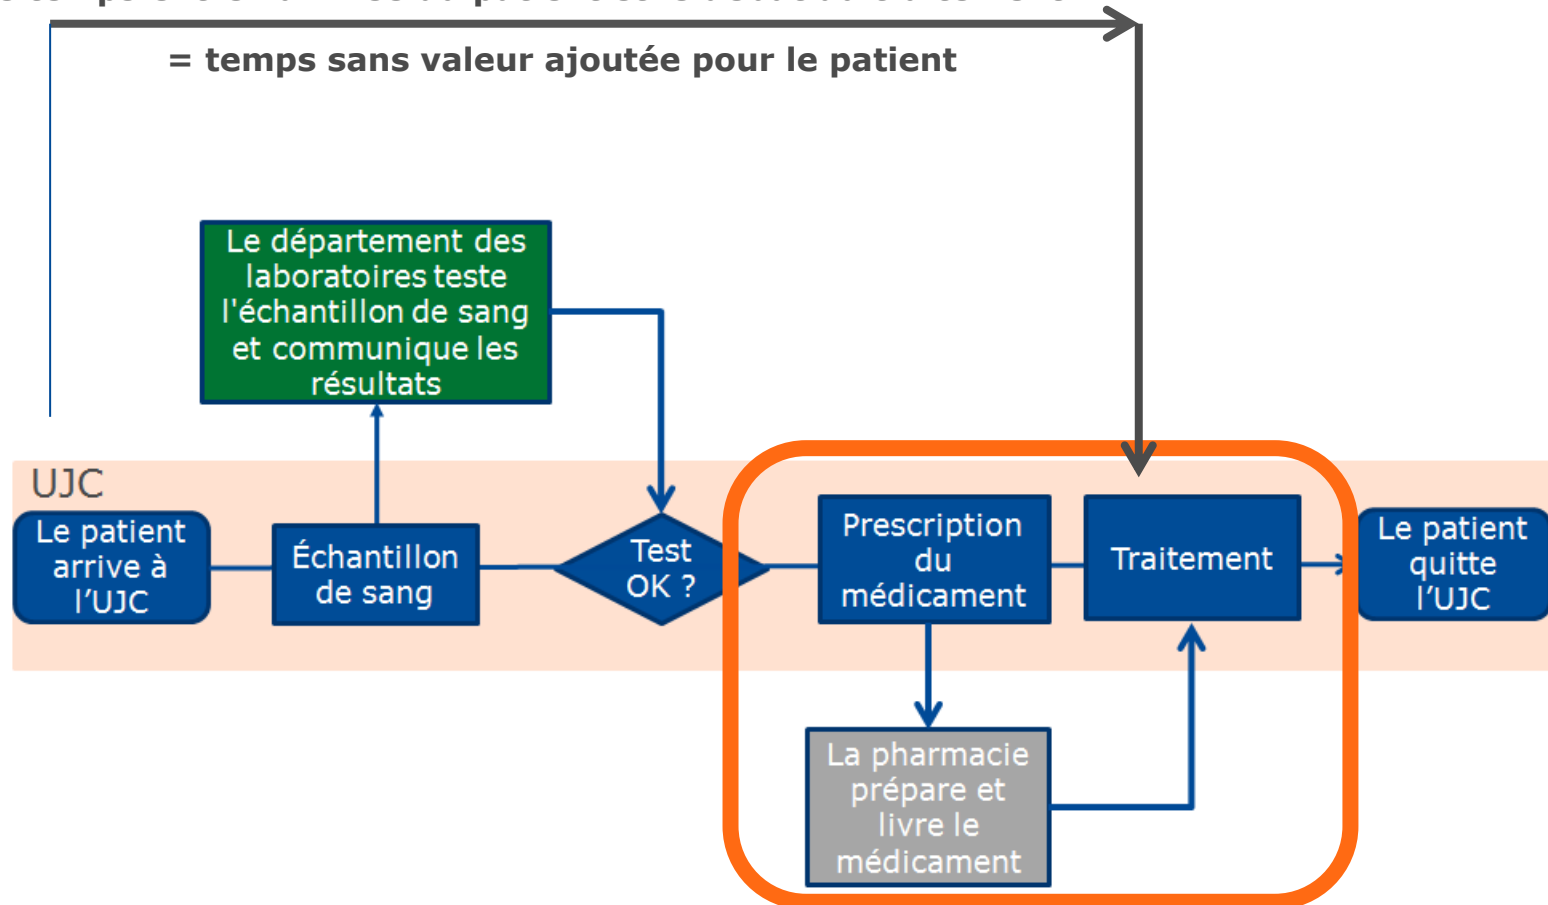 = temps sans valeur ajoutée pour le patient
Le département des
laboratoires teste
l'échantillon de sang
et communique les
résultats
UJC
Le patient
arrive à
l’UJC
Échantillon
de sang
Test
OK ?
Prescription
du
médicament
Traitement
Le patient
quitte
l’UJC
La pharmacie
prépare et
livre le
médicament